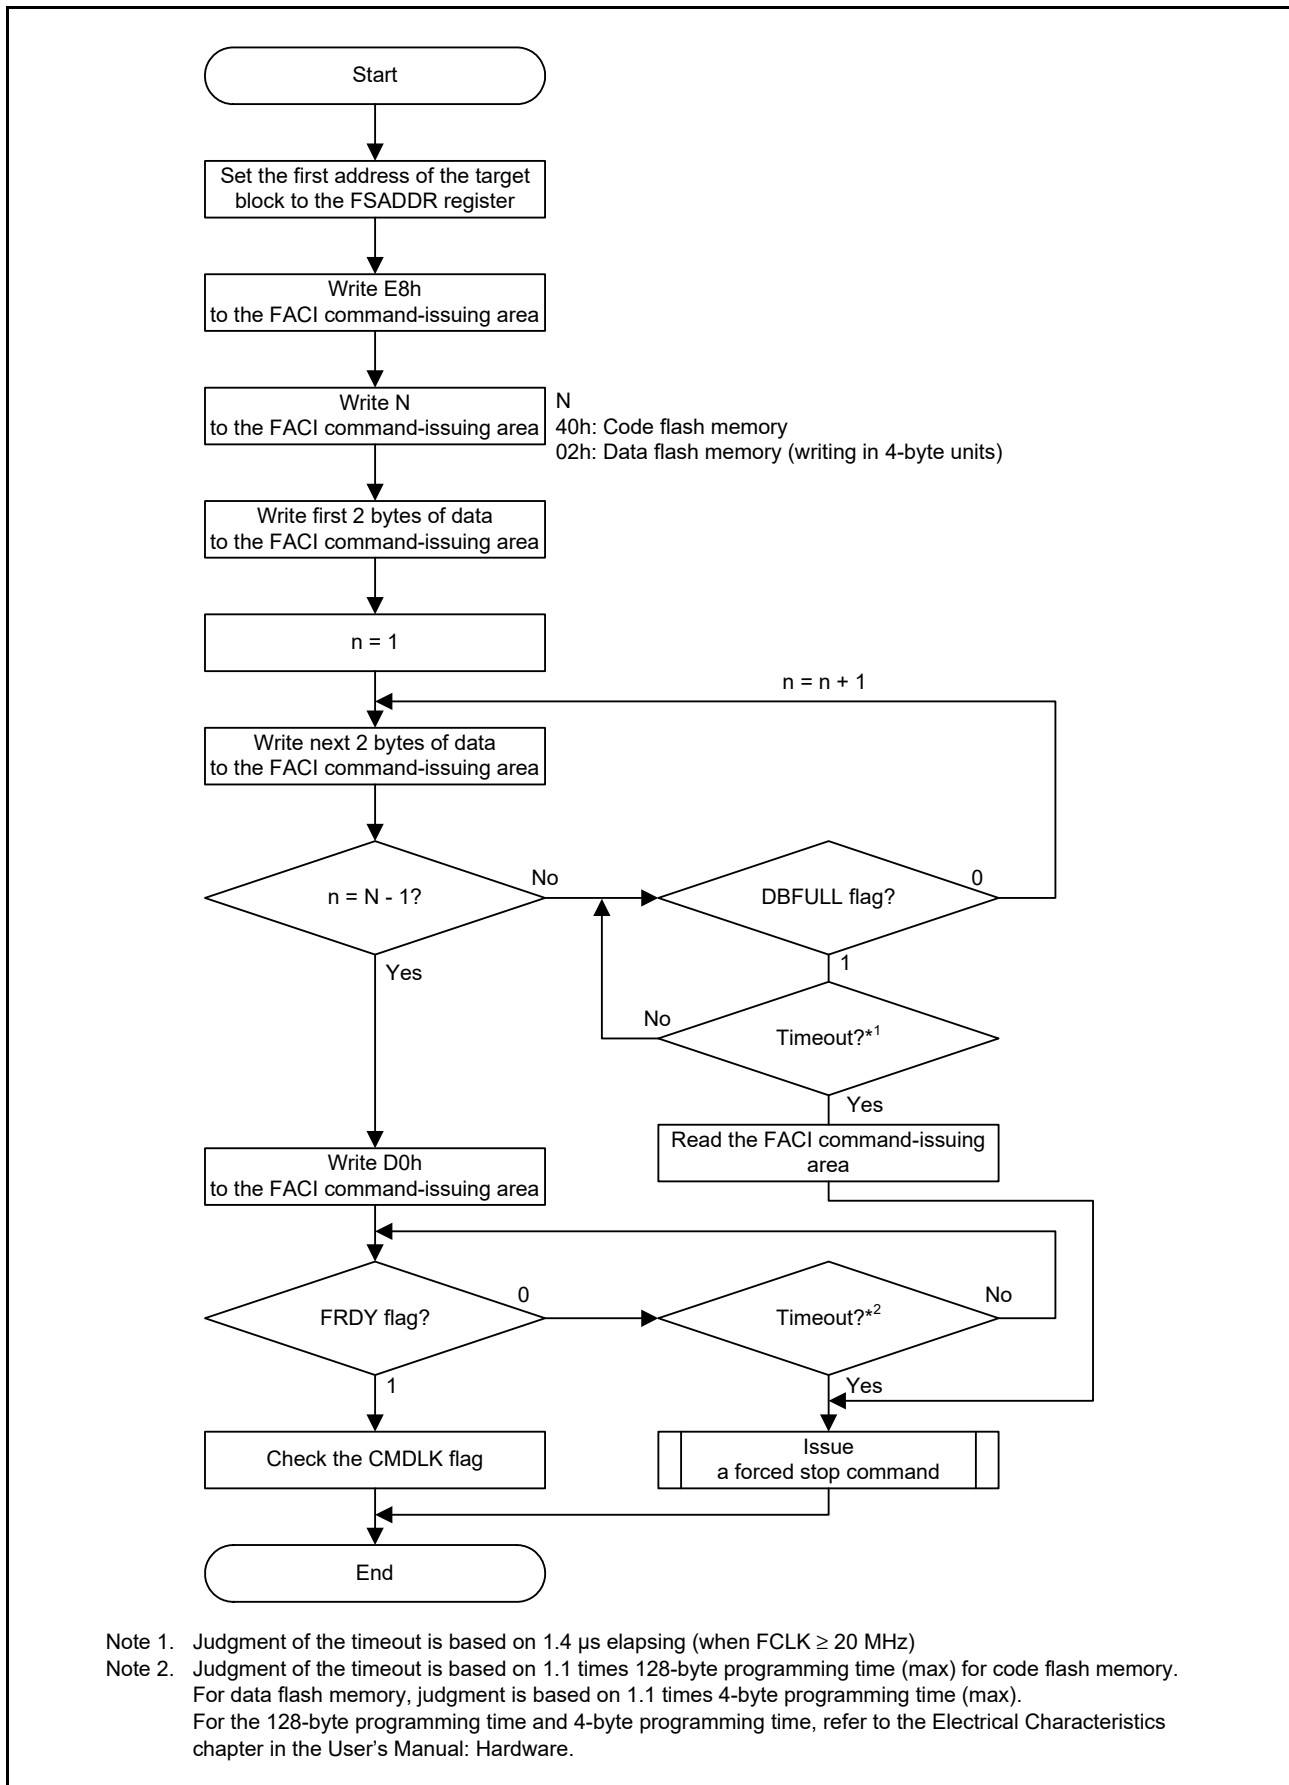 Start
Set the first address of the target
block to the FSADDR register
Write E8h
to the FACI command-issuing area
Write N
to the FACI command-issuing area
N
40h: Code flash memory
02h: Data flash memory (writing in 4-byte units)
Write first 2 bytes of data
to the FACI command-issuing area
n = 1
n = n + 1
Write next 2 bytes of data
to the FACI command-issuing area
n = N - 1?
No
DBFULL flag?
0
Yes
1
No
Timeout?*1
Yes
Read the FACI command-issuing
area
Write D0h
to the FACI command-issuing area
FRDY flag?
0
Timeout?*2
No
1
Yes
Check the CMDLK flag
Issue
a forced stop command
End
Note 1. Judgment of the timeout is based on 1.4 µs elapsing (when FCLK ≥ 20 MHz)
Note 2. Judgment of the timeout is based on 1.1 times 128-byte programming time (max) for code flash memory.
For data flash memory, judgment is based on 1.1 times 4-byte programming time (max).
For the 128-byte programming time and 4-byte programming time, refer to the Electrical Characteristics
chapter in the User’s Manual: Hardware.